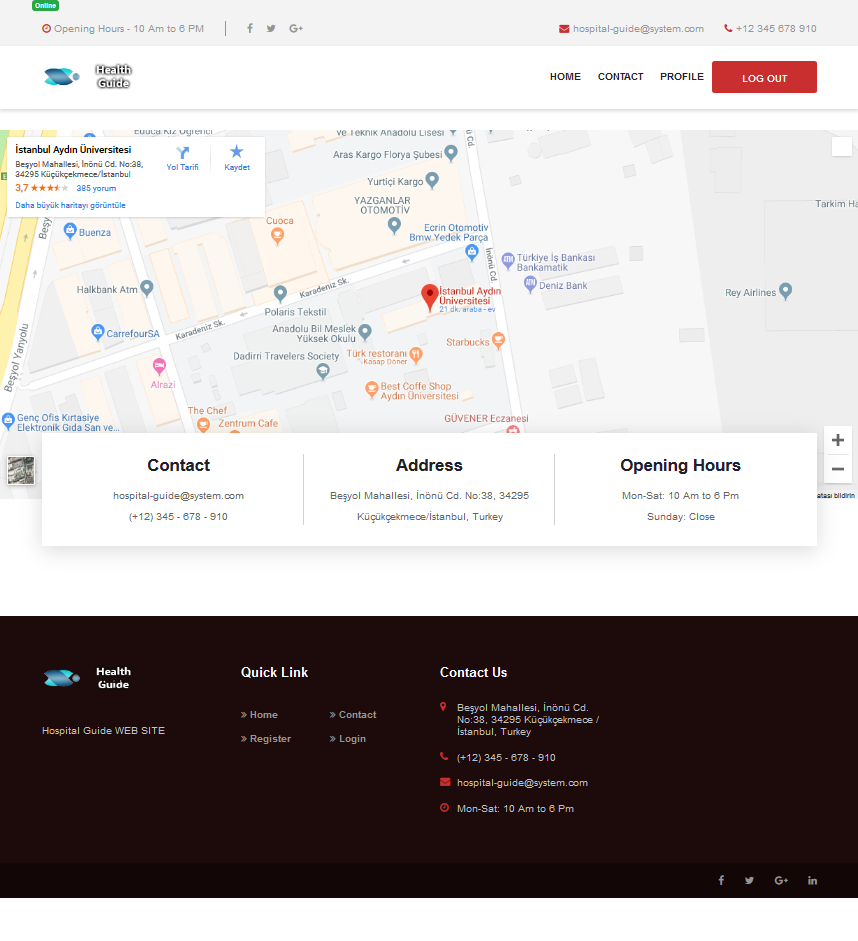 Online
Opening Hours - 10 Am to 6 PM
hospital-guide@system.com
+12 345 678 910
Health
Guide
HOME
CONTACT
PROFILE
LOG OUT
İstanbul Aydın Üniversitesi
Beşyol Mahallesi, İnönü Cd. No:38,
34295 Küçükçekmece/İstanbul
3,7
385 yorum
Daha büyük haritayı görüntüle
Yol Tarifi
Kaydet
Ve Teknik Anadolu Lisesi
Cd.
Aras Kargo Florya Şubesi
Yurtiçi Kargo
YAZGANLAR
OTOMOTİV
Tarkim Ha
Cuoca
Buenza
Beşy
Ecrin Otomotiv
Bmw Yedek Parça
İnönü Cd.
Türkiye İş Bankası
Bankamatik
Deniz Bank
Halkbank Atm
Karadeniz Sk.
İstanbul Aydın
Üniversitesi
21 dk. araba - ev
Rey Airlines
Polaris Tekstil
Karadeniz Sk.
CarrefourSA
Anadolu Bil Meslek
Yüksek Okulu
Starbucks
Beşyol Yanyolu
Dadirri Travelers Society
Türk restoranı
Kasap Döner
Alrazi
Best Coffe Shop
Aydın Üniversitesi
The Chef
Zentrum Cafe
GÜVENER Eczanesi
Genç Ofis Kırtasiye
Elektronik Gıda San ve...
Contact
hospital-guide@system.com
(+12) 345 - 678 - 910
Address
Beşyol Mahallesi, İnönü Cd. No:38, 34295
Küçükçekmece/İstanbul, Turkey
Opening Hours
Mon-Sat: 10 Am to 6 Pm
Sunday: Close
atası bildirin
Health
Guide
Hospital Guide WEB SITE
Quick Link
» Home
» Contact
» Register
» Login
Contact Us
Beşyol Mahallesi, İnönü Cd.
No:38, 34295 Küçükçekmece /
İstanbul, Turkey
(+12) 345 - 678 - 910
hospital-guide@system.com
Mon-Sat: 10 Am to 6 Pm